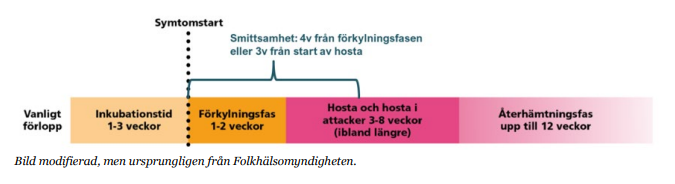 Symtomstart
Smittsamhet: 4v från förkylningsfasen
eller 3v från start av hosta
Vanligt
förlopp
Inkubationstid
1-3 veckor
Förkylningsfas
1-2 veckor
Hosta och hosta i
attacker 3-8 veckor
(ibland längre)
Återhämtningsfas
upp till 12 veckor
Bild modifierad, men ursprungligen från Folkhälsomyndigheten.